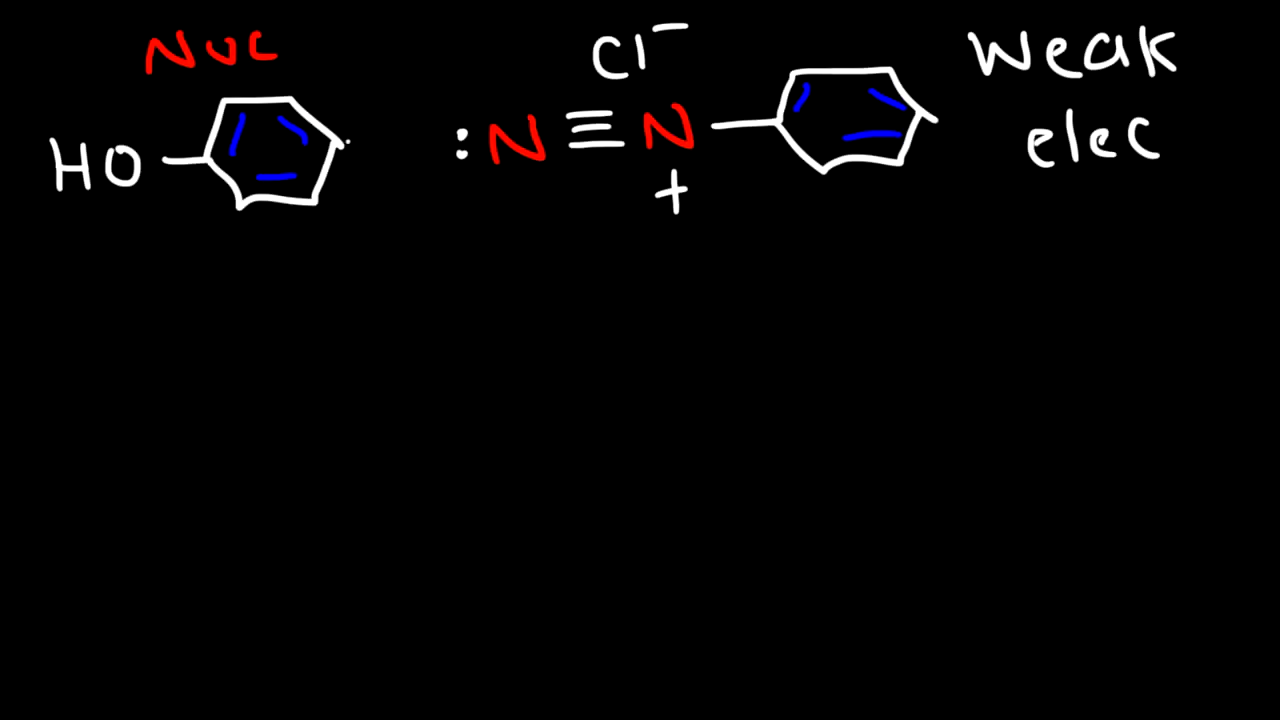 Nuc
Cl⁻
Weak
HO
:N≡N
+
elec